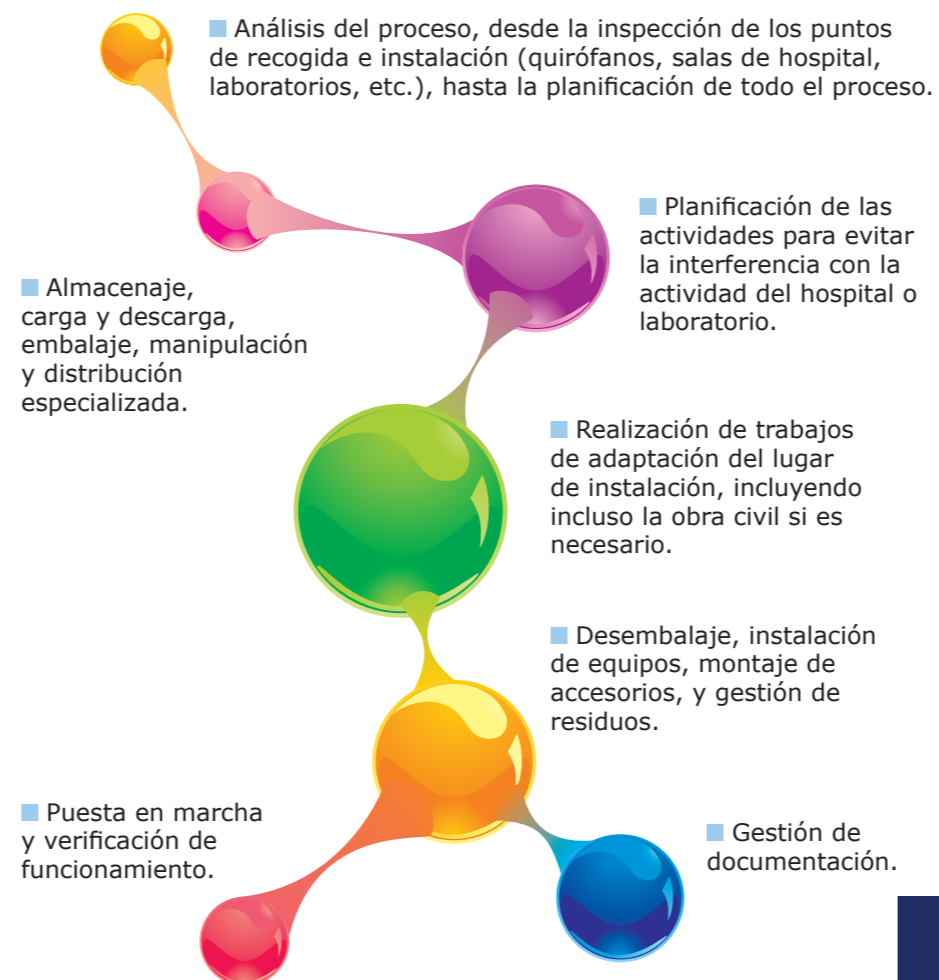 Análisis del proceso, desde la inspección de los puntos
de recogida e instalación (quirófanos, salas de hospital,
laboratorios, etc.), hasta la planificación de todo el proceso.
Planificación de las
actividades para evitar
la interferencia con la
actividad del hospital o
laboratorio.
Almacenaje,
carga y descarga,
embalaje, manipulación
y distribución
especializada.
Realización de trabajos
de adaptación del lugar
de instalación, incluyendo
incluso la obra civil si es
necesario.
Desembalaje, instalación
de equipos, montaje de
accesorios, y gestión de
residuos.
Puesta en marcha
y verificación de
funcionamiento.
Gestión de
documentación.